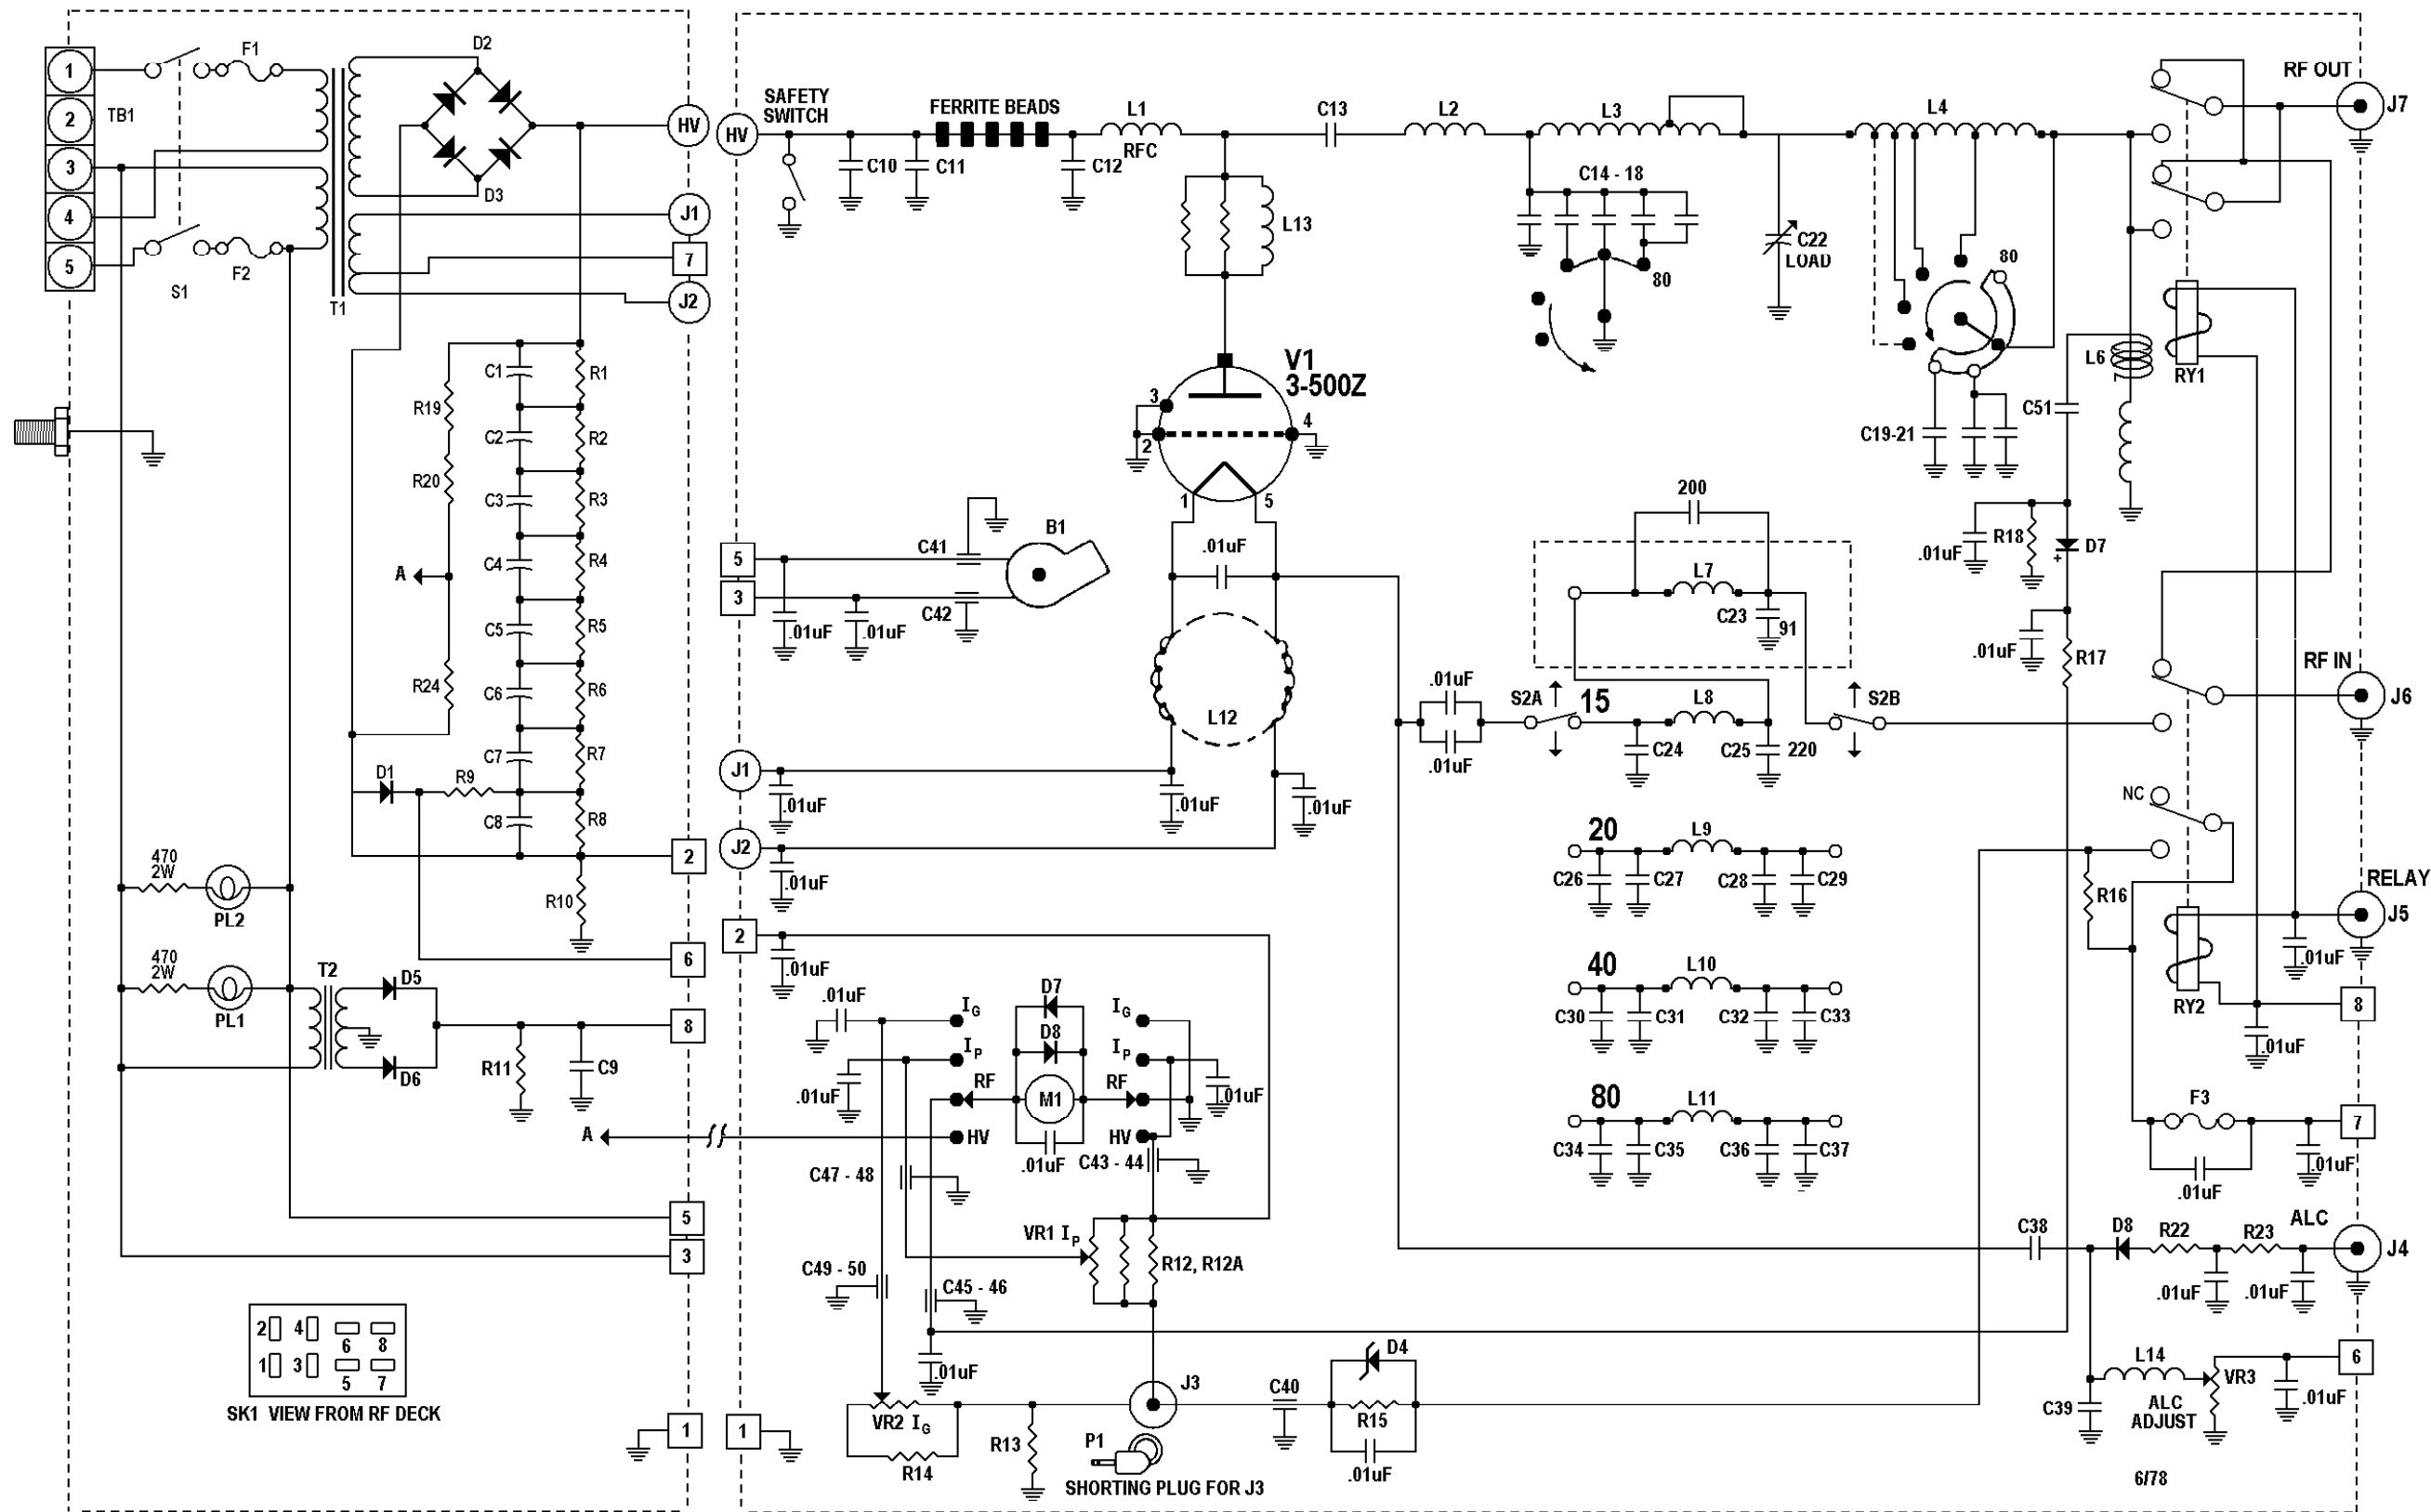 1
2
3
4
5
TB1
F1
F2
S1
T1
D2
D3
HV
J1
7
J2
R19
R20
A
R24
C1
C2
C3
C4
C5
C6
C7
C8
R1
R2
R3
R4
R5
R6
R7
R8
D1
R9
R10
2
6
8
470
2W
PL2
470
2W
PL1
T2
D5
D6
R11
C9
5
3
1
2 4
6 8
1 3
5 7
SK1 VIEW FROM RF DECK
HV
SAFETY
SWITCH
C10
C11
FERRITE BEADS
C12
L1
RFC
C13
L2
L3
L4
L13
C14 - 18
80
C22
LOAD
80
C19-21
V1
3-500Z
3
2
4
1
5
.01uF
L12
5
3
C41
C42
B1
.01uF
.01uF
J1
J2
.01uF
.01uF
.01uF
.01uF
2
.01uF
.01uF
.01uF
200
L7
C23
91
S2A
15
L8
C24
C25
220
S2B
20
L9
C26
C27
C28
C29
40
L10
C30
C31
C32
C33
80
L11
C34
C35
C36
C37
RF OUT
J7
L6
RY1
C51
.01uF
R18
D7
+
.01uF
R17
RF IN
J6
NC
R16
RELAY
J5
.01uF
RY2
8
.01uF
F3
7
.01uF
.01uF
ALC
J4
C38
D8
R22
R23
.01uF
.01uF
6
L14
VR3
.01uF
C39
ALC
ADJUST
6/78
.01uF
IG
IP
RF
HV
.01uF
D7
D8
M1
.01uF
IG
IP
RF
HV
.01uF
A
C47 - 48
C43 - 44
VR1 IP
R12, R12A
C49 - 50
C45 - 46
.01uF
1
VR2 IG
R14
R13
J3
P1
SHORTING PLUG FOR J3
C40
D4
R15
.01uF